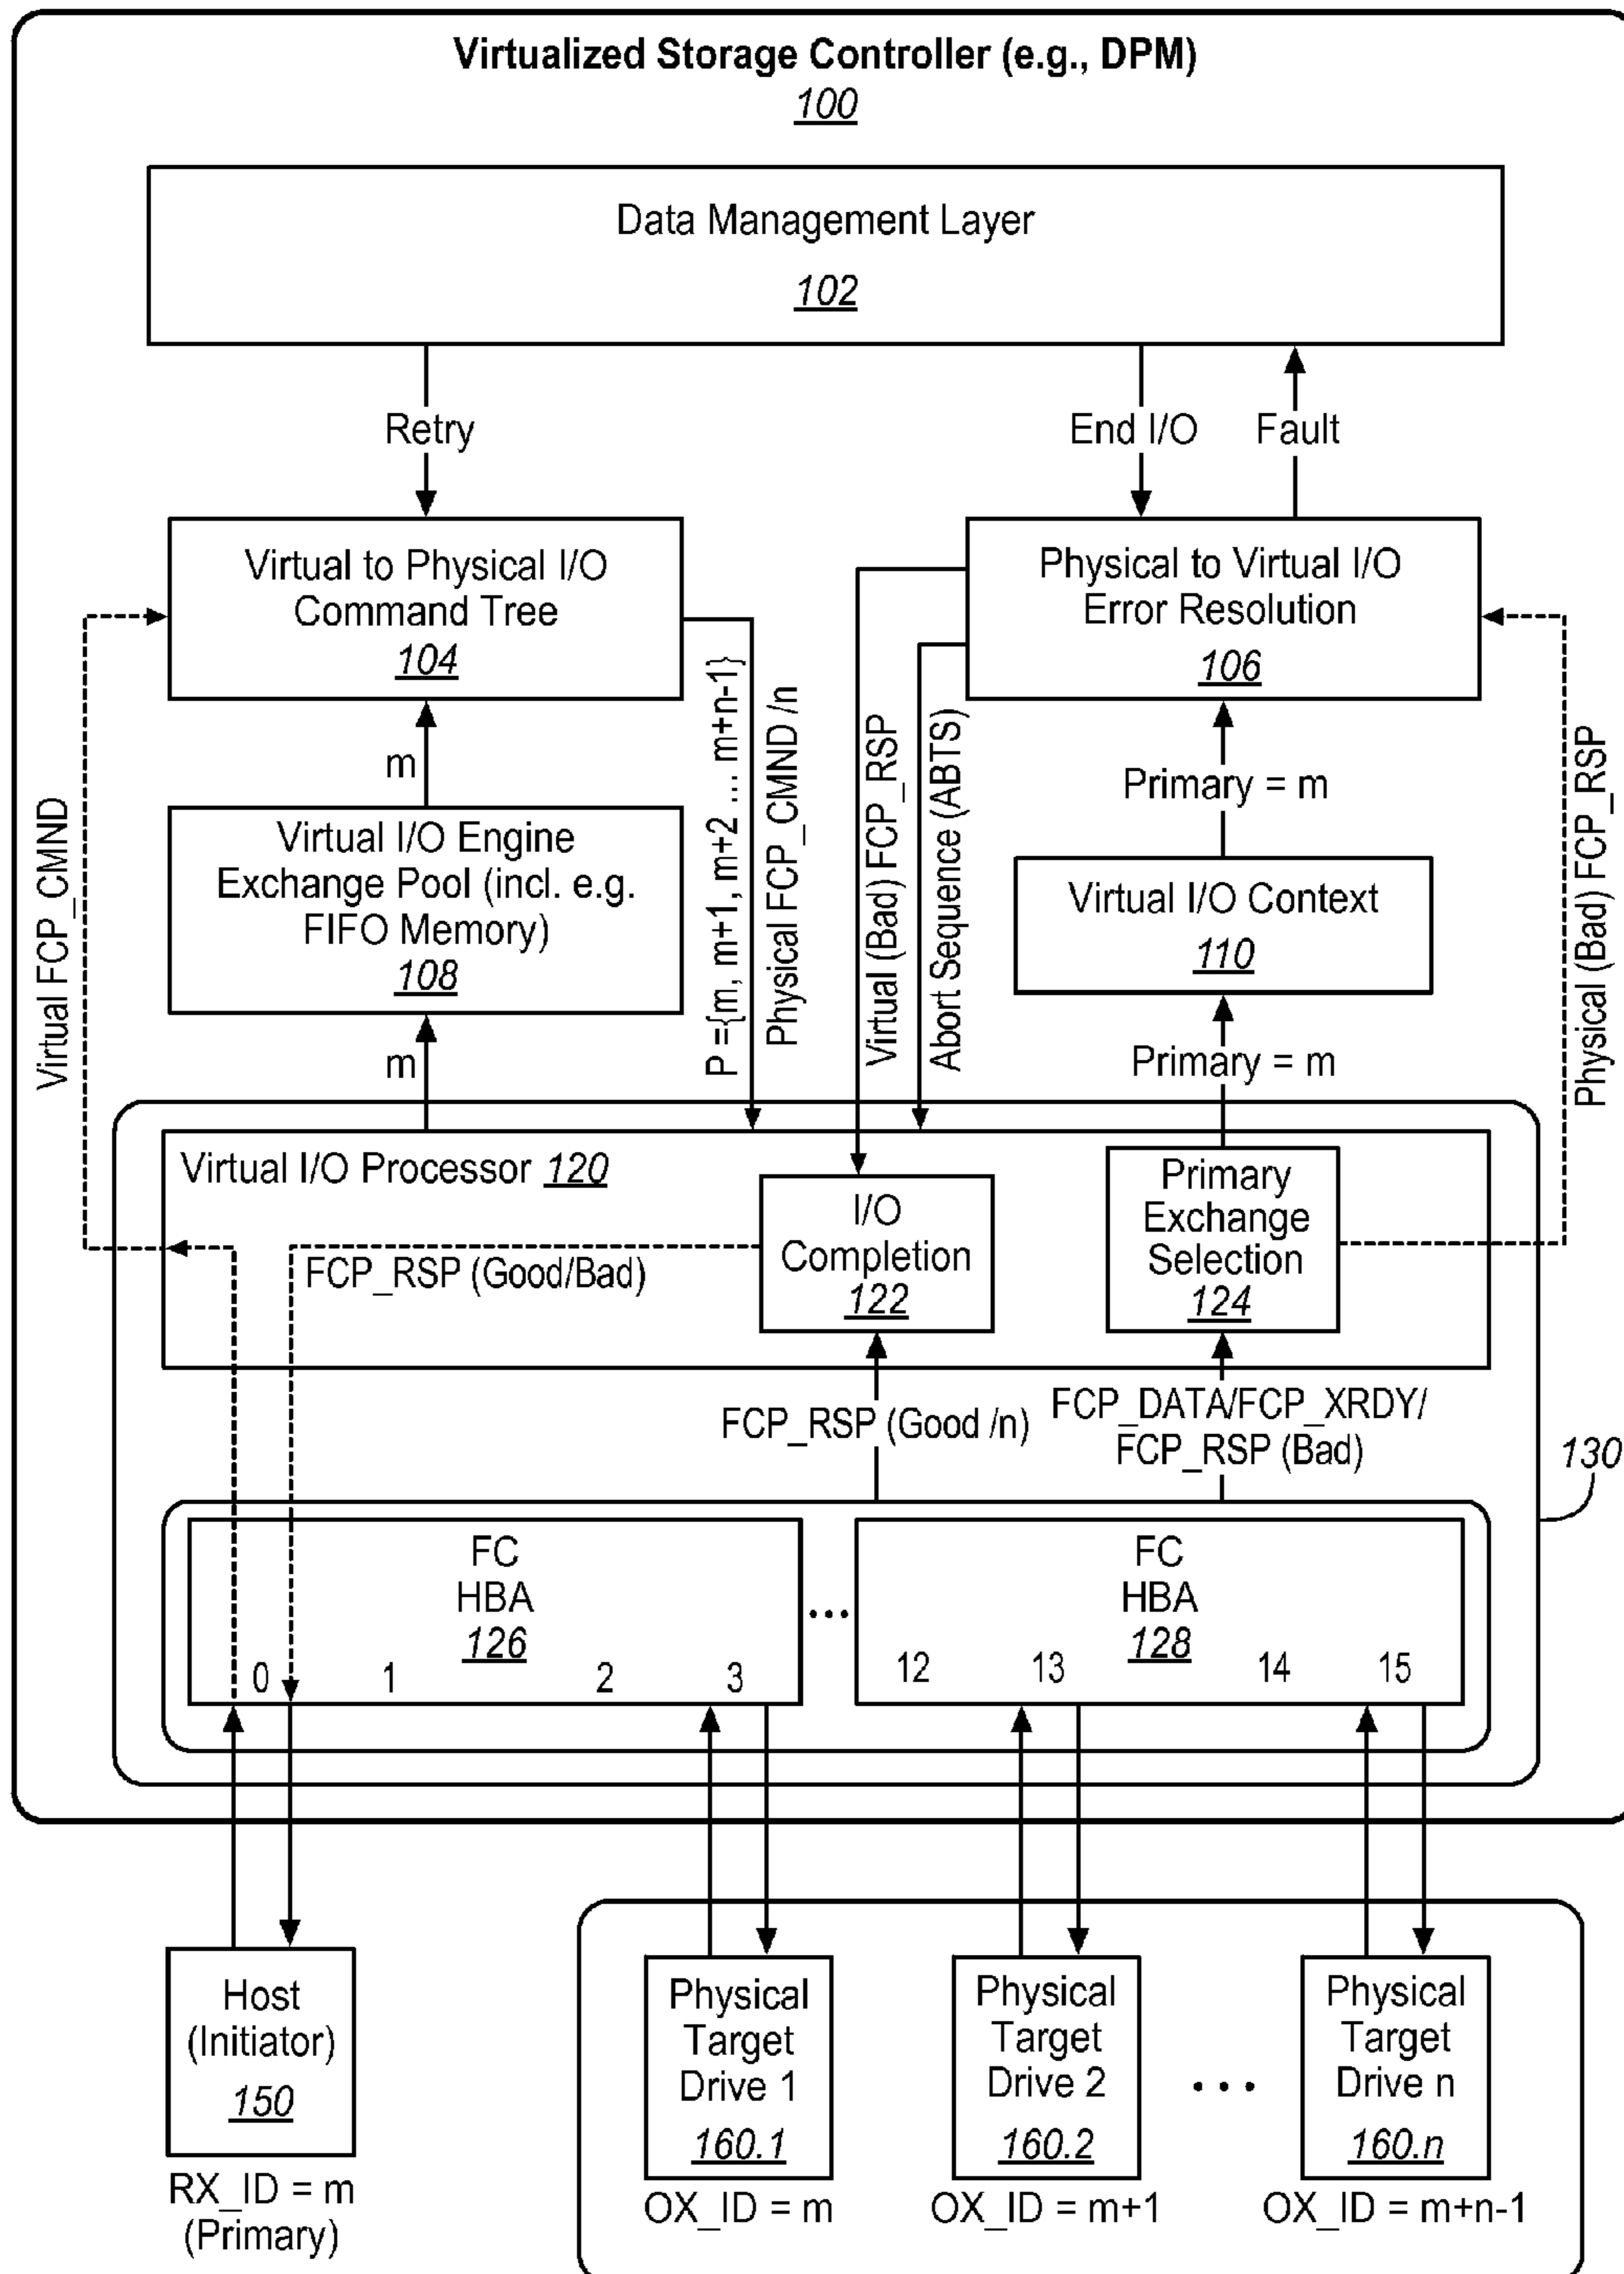 Virtualized Storage Controller (e.g., DPM)
100
Data Management Layer
102
Retry
End I/O
Fault
Virtual to Physical I/O
Command Tree
104
Physical to Virtual I/O
Error Resolution
106
m
Virtual I/O Engine
Exchange Pool (incl. e.g.
FIFO Memory)
108
m
Virtual FCP_CMND
P ={m, m+1, m+2 ... m+n-1}
Physical FCP_CMND /n
Virtual (Bad) FCP_RSP
Abort Sequence (ABTS)
Primary = m
Virtual I/O Context
110
Primary = m
Physical (Bad) FCP_RSP
Virtual I/O Processor 120
I/O
Completion
122
Primary
Exchange
Selection
124
FCP_RSP (Good/Bad)
FCP_RSP (Good /n)
FCP_DATA/FCP_XRDY/
FCP_RSP (Bad)
130
FC
HBA
126
0 1 2 3
...
FC
HBA
128
12 13 14 15
Host
(Initiator)
150
RX_ID = m
(Primary)
Physical
Target
Drive 1
160.1
OX_ID = m
Physical
Target
Drive 2
160.2
OX_ID = m+1
...
Physical
Target
Drive n
160.n
OX_ID = m+n-1